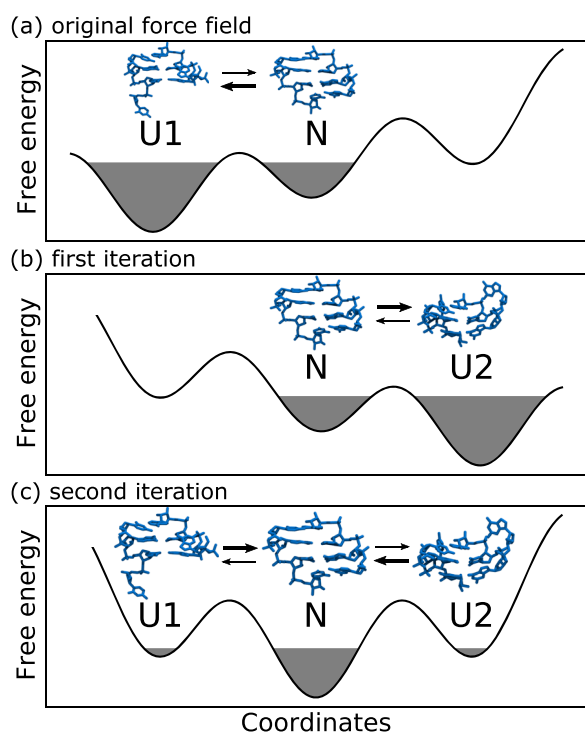 (a) original force field
Free energy
U1 N
(b) first iteration
Free energy
N U2
(c) second iteration
Free energy
U1 N U2
Coordinates